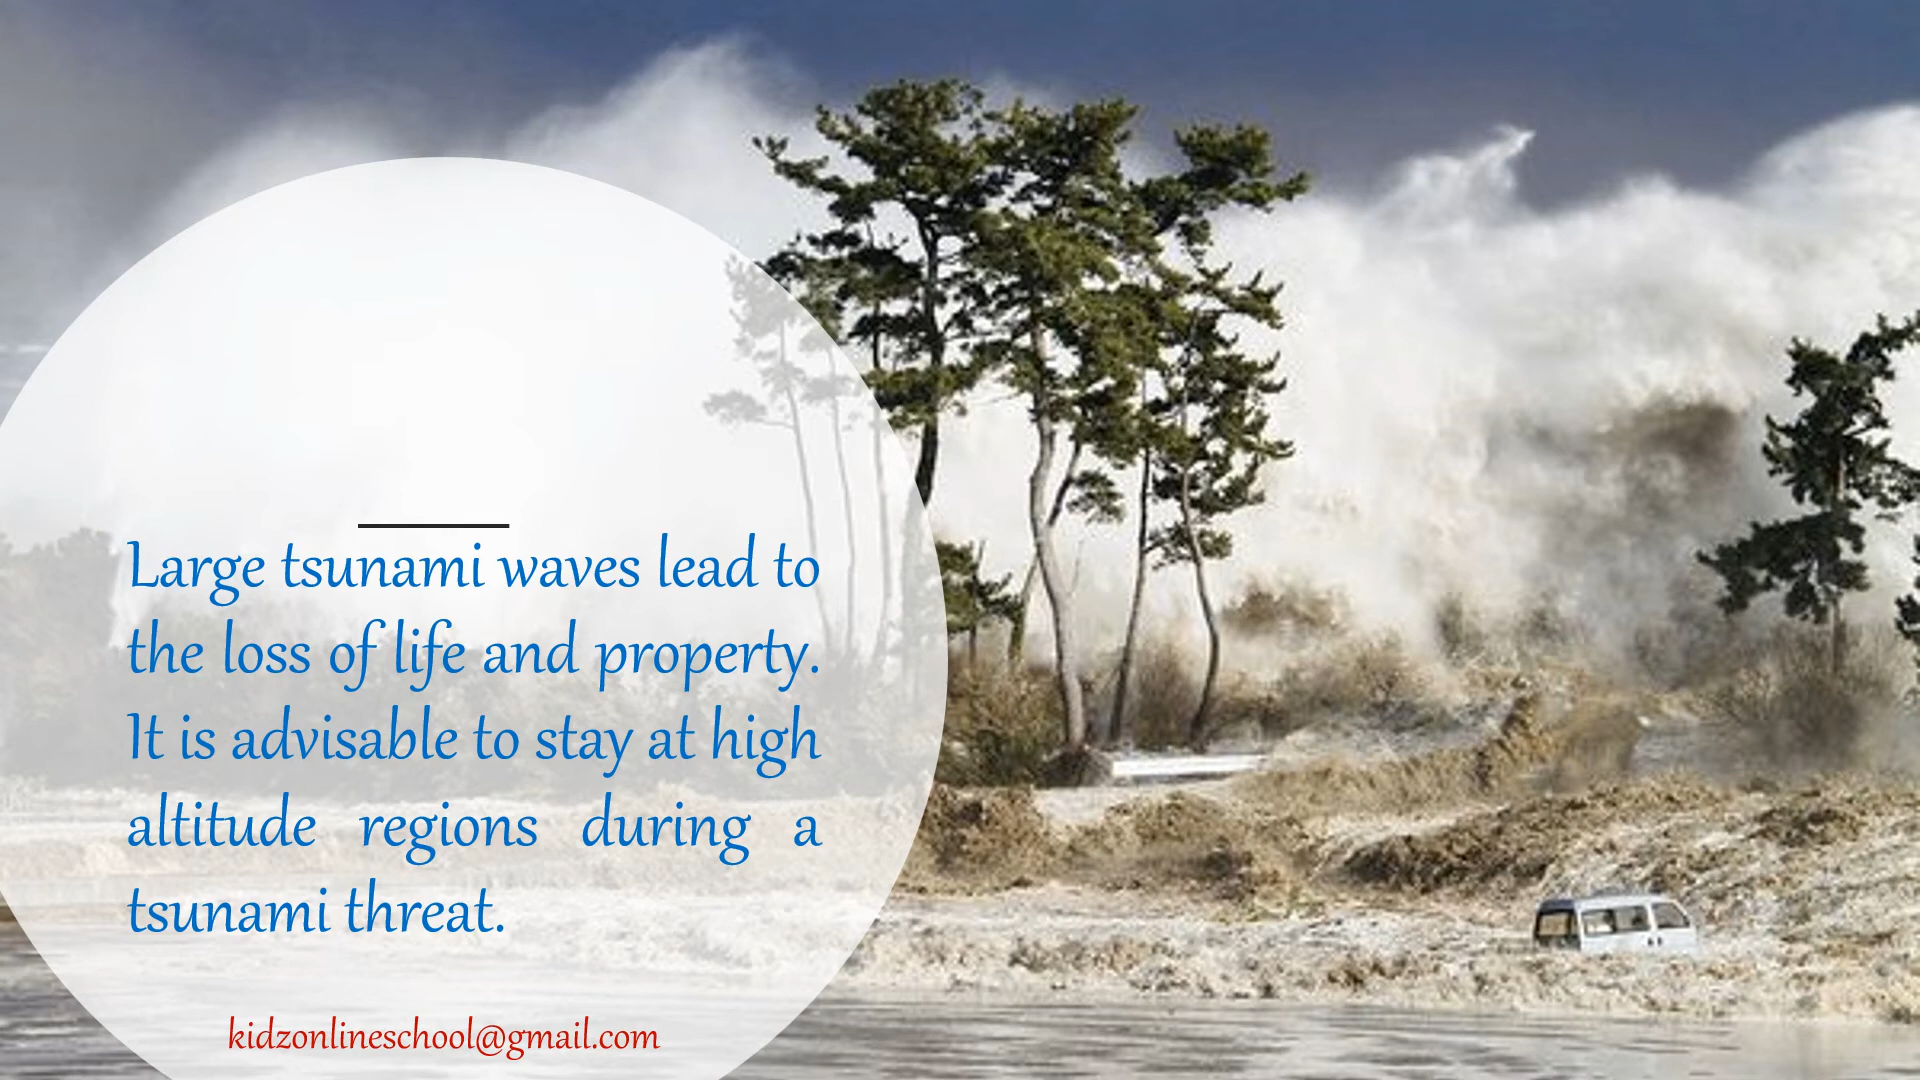 Large tsunami waves lead to
the loss of life and property.
It is advisable to stay at high
altitude regions during a
tsunami threat.
kidzonlineschool@gmail.com